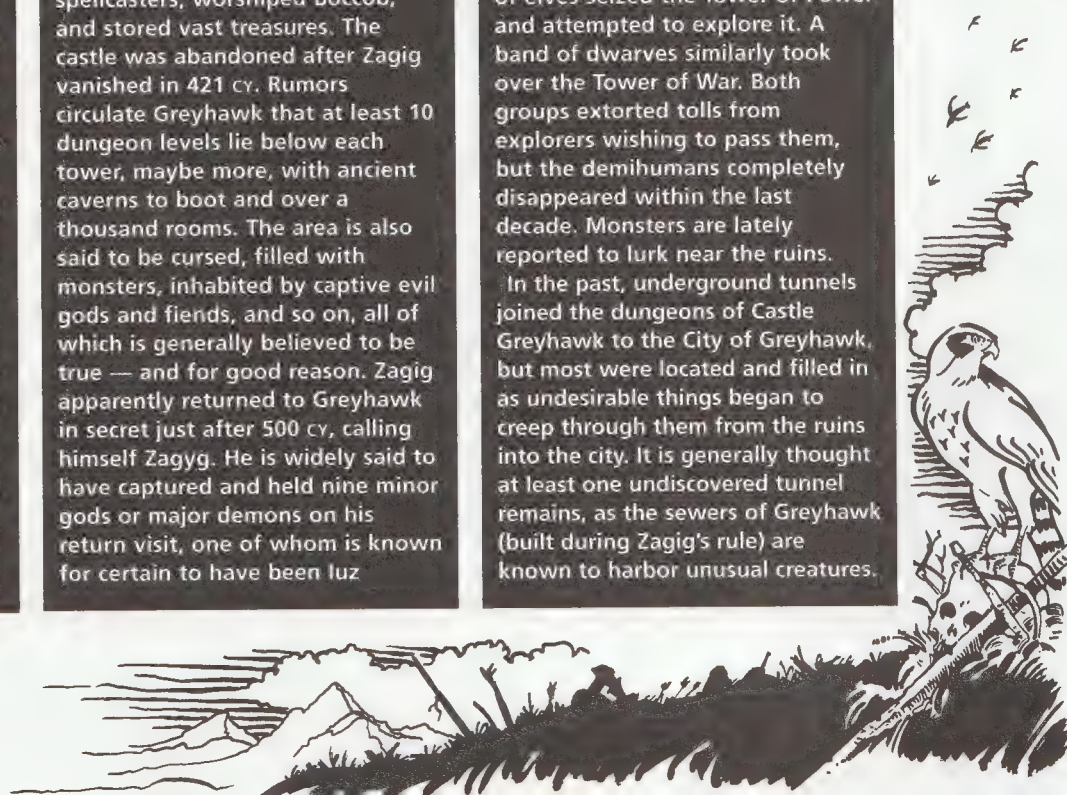 spellcasters, worshiped Boccob,
and stored vast treasures. The
castle was abandoned after Zagig
vanished in 421 CY. Rumors
circulate Greyhawk that at least 10
dungeon levels lie below each
tower, maybe more, with ancient
caverns to boot and over a
thousand rooms. The area is also
said to be cursed, filled with
monsters, inhabited by captive evil
gods and fiends, and so on, all of
which is generally believed to be
true — and for good reason. Zagig
apparently returned to Greyhawk
in secret just after 500 CY, calling
himself Zagyg. He is widely said to
have captured and held nine minor
gods or major demons on his
return visit, one of whom is known
for certain to have been Iuz
of elves seized the Tower of Power
and attempted to explore it. A
band of dwarves similarly took
over the Tower of War. Both
groups extorted tolls from
explorers wishing to pass them,
but the demihumans completely
disappeared within the last
decade. Monsters are lately
reported to lurk near the ruins.
In the past, underground tunnels
joined the dungeons of Castle
Greyhawk to the City of Greyhawk,
but most were located and filled in
as undesirable things began to
creep through them from the ruins
into the city. It is generally thought
at least one undiscovered tunnel
remains, as the sewers of Greyhawk
(built during Zagig's rule) are
known to harbor unusual creatures.